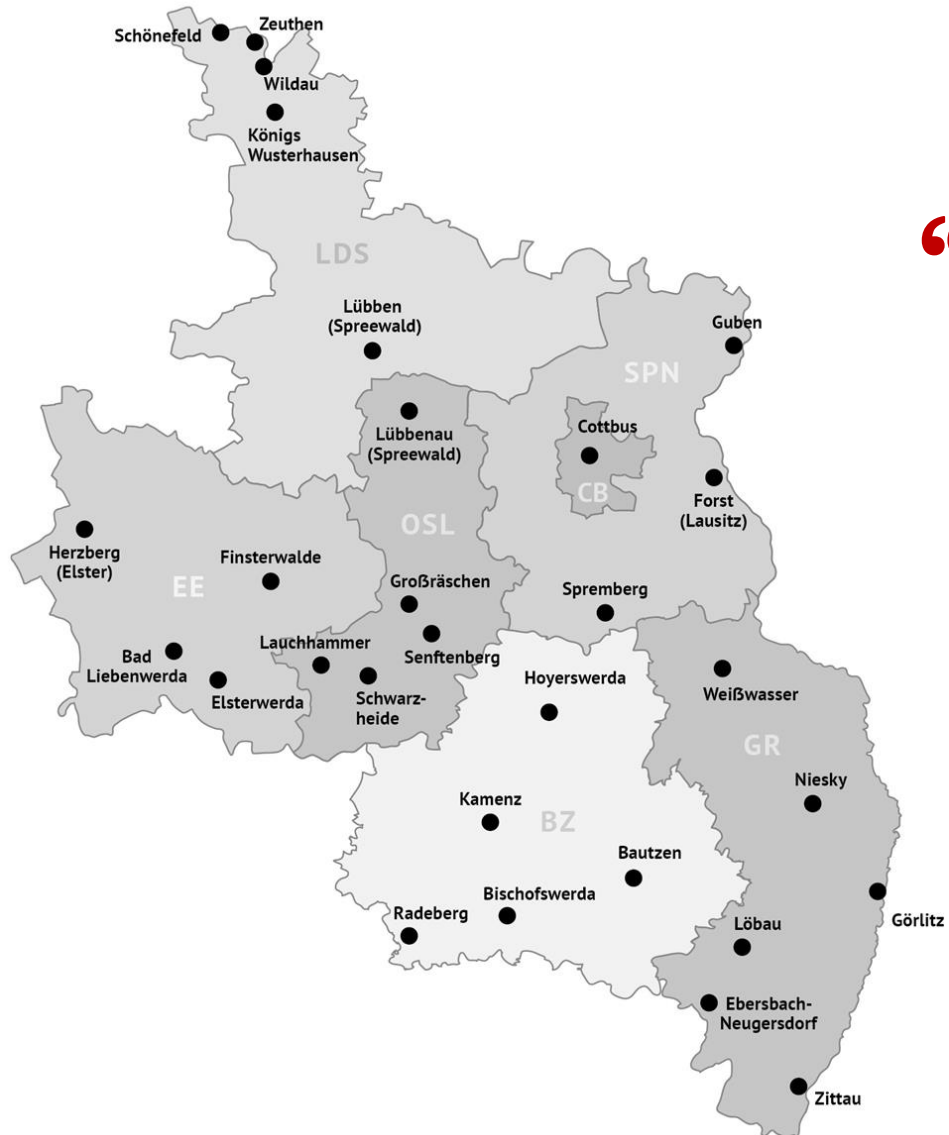 Schönefeld
Zeuthen
Wildau
Königs
Wusterhausen
LDS
Lübben
(Spreewald)
Guben
SPN
Lübbenau
(Spreewald)
Cottbus
CB
Forst
(Lausitz)
OSL
Herzberg
(Elster)
EE
Finsterwalde
Großräschen
Spremberg
Bad
Liebenwerda
Elsterwerda
Lauchhammer
Schwarz-
heide
Senftenberg
Hoyerswerda
Weißwasser
GR
Niesky
Kamenz
BZ
Bautzen
Bischofswerda
Radeberg
Görlitz
Löbau
Ebersbach-
Neugersdorf
Zittau